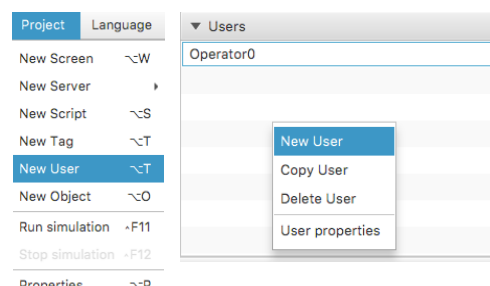 Project Language
New Screen ⌥W
New Server
New Script ⌥S
New Tag ⌥T
New User ⌥T
New Object ⌥O
Run simulation ^F11
Stop simulation ^F12
Properties ⌥P
Users
Operator0
New User
Copy User
Delete User
User properties